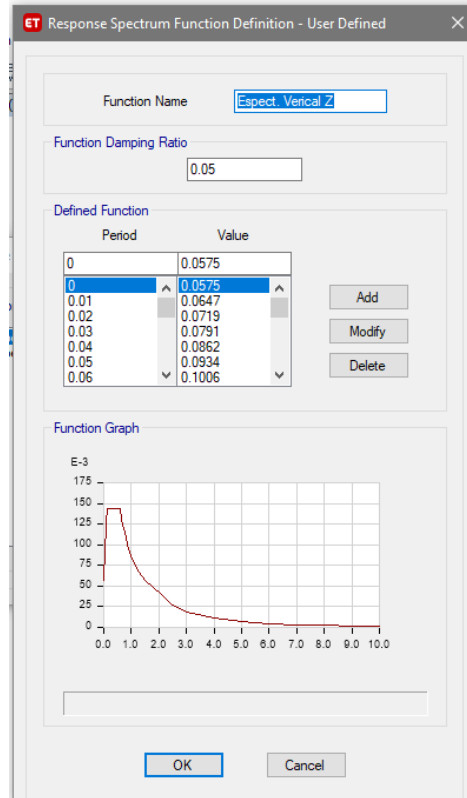 ET Response Spectrum Function Definition - User Defined
Function Name Espect. Verical Z
Function Damping Ratio
0.05
Defined Function
Period Value
0 0.0575
0 0.0575
0.01 0.0647
0.02 0.0719
0.03 0.0791
0.04 0.0862
0.05 0.0934
0.06 0.1006
Add
Modify
Delete
Function Graph
E-3
175
150
125
100
75
50
25
0
0.0 1.0 2.0 3.0 4.0 5.0 6.0 7.0 8.0 9.0 10.0
OK Cancel